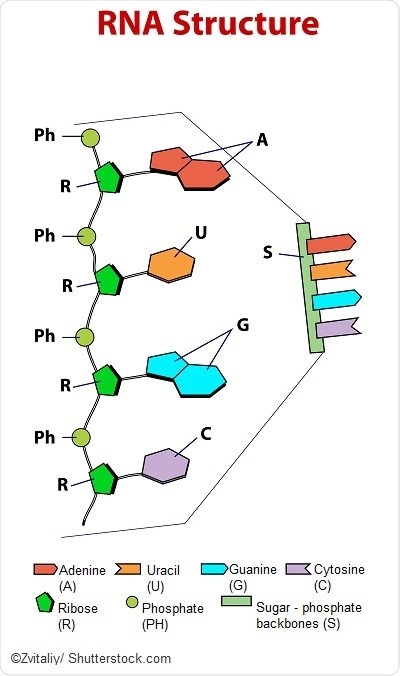 RNA Structure
Ph
A
R
Ph
U
S
R
Ph
G
R
Ph
C
R
Adenine
(A)
Uracil
(U)
Guanine
(G)
Cytosine
(C)
Ribose
(R)
Phosphate
(PH)
Sugar - phosphate
backbones (S)
©Zvitaliy/ Shutterstock.com